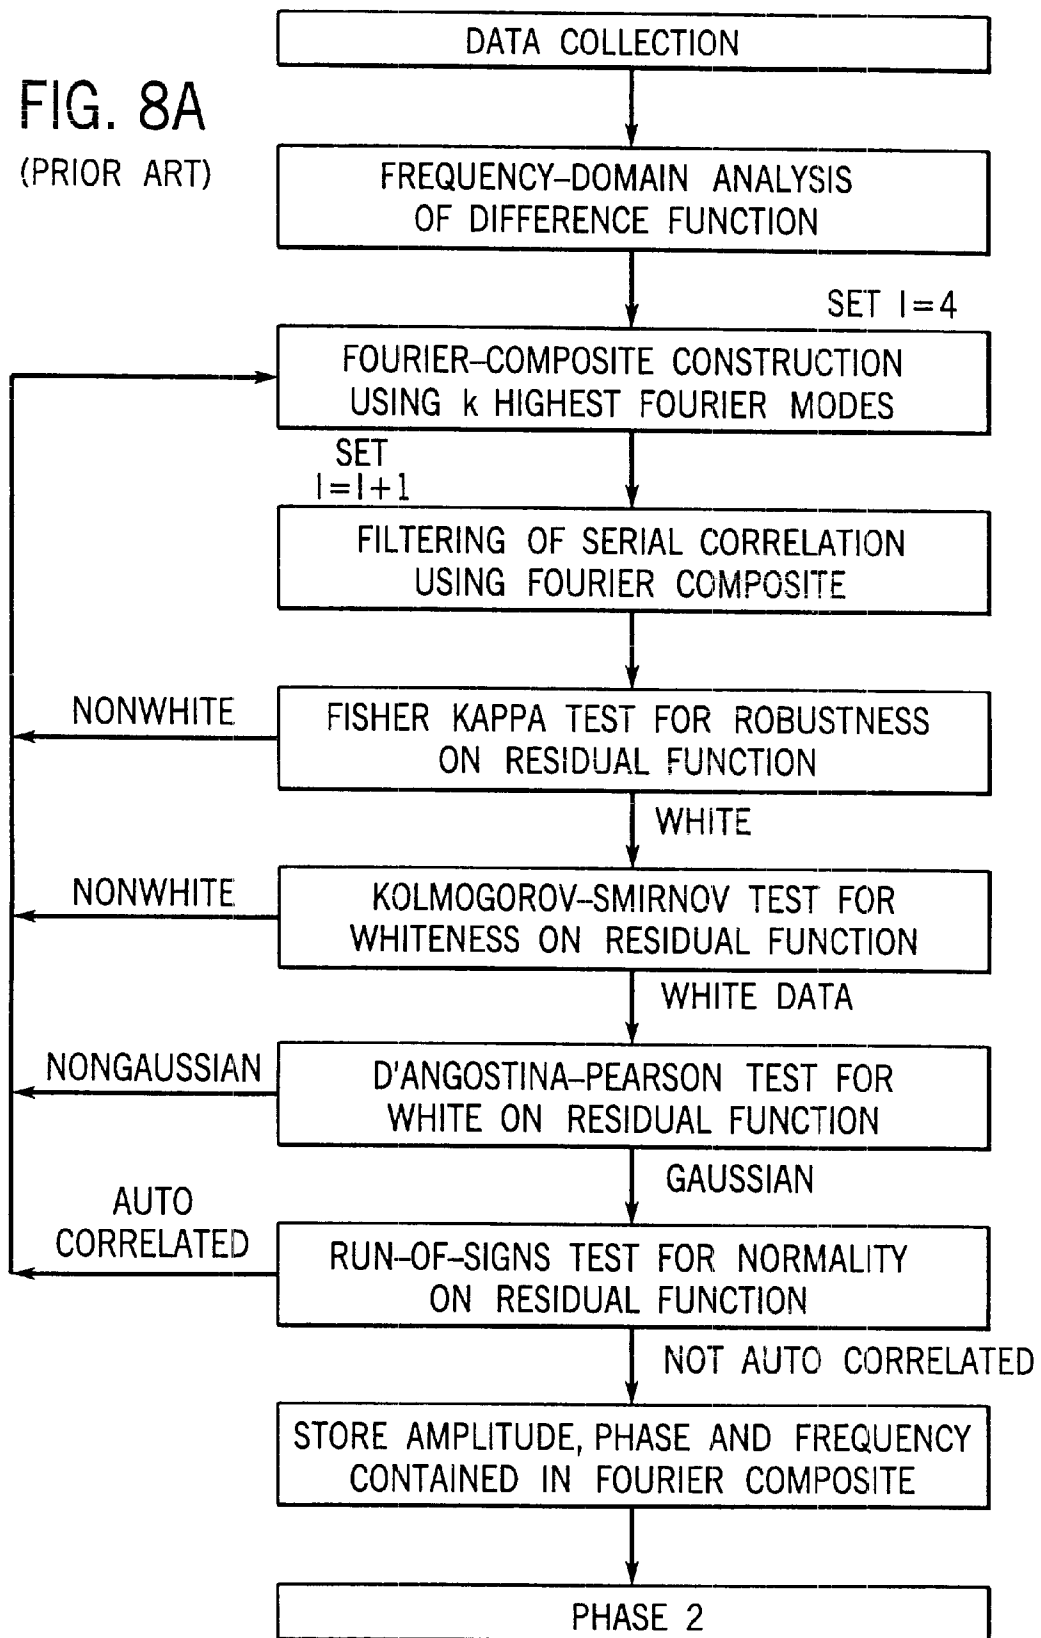 DATA COLLECTION
FIG. 8A
(PRIOR ART)
FREQUENCY–DOMAIN ANALYSIS
OF DIFFERENCE FUNCTION
SET I=4
FOURIER–COMPOSITE CONSTRUCTION
USING k HIGHEST FOURIER MODES
SET
I=I+1
FILTERING OF SERIAL CORRELATION
USING FOURIER COMPOSITE
NONWHITE
FISHER KAPPA TEST FOR ROBUSTNESS
ON RESIDUAL FUNCTION
WHITE
NONWHITE
KOLMOGOROV–SMIRNOV TEST FOR
WHITENESS ON RESIDUAL FUNCTION
WHITE DATA
NONGAUSSIAN
D'ANGOSTINA–PEARSON TEST FOR
WHITE ON RESIDUAL FUNCTION
GAUSSIAN
AUTO
CORRELATED
RUN–OF–SIGNS TEST FOR NORMALITY
ON RESIDUAL FUNCTION
NOT AUTO CORRELATED
STORE AMPLITUDE, PHASE AND FREQUENCY
CONTAINED IN FOURIER COMPOSITE
PHASE 2